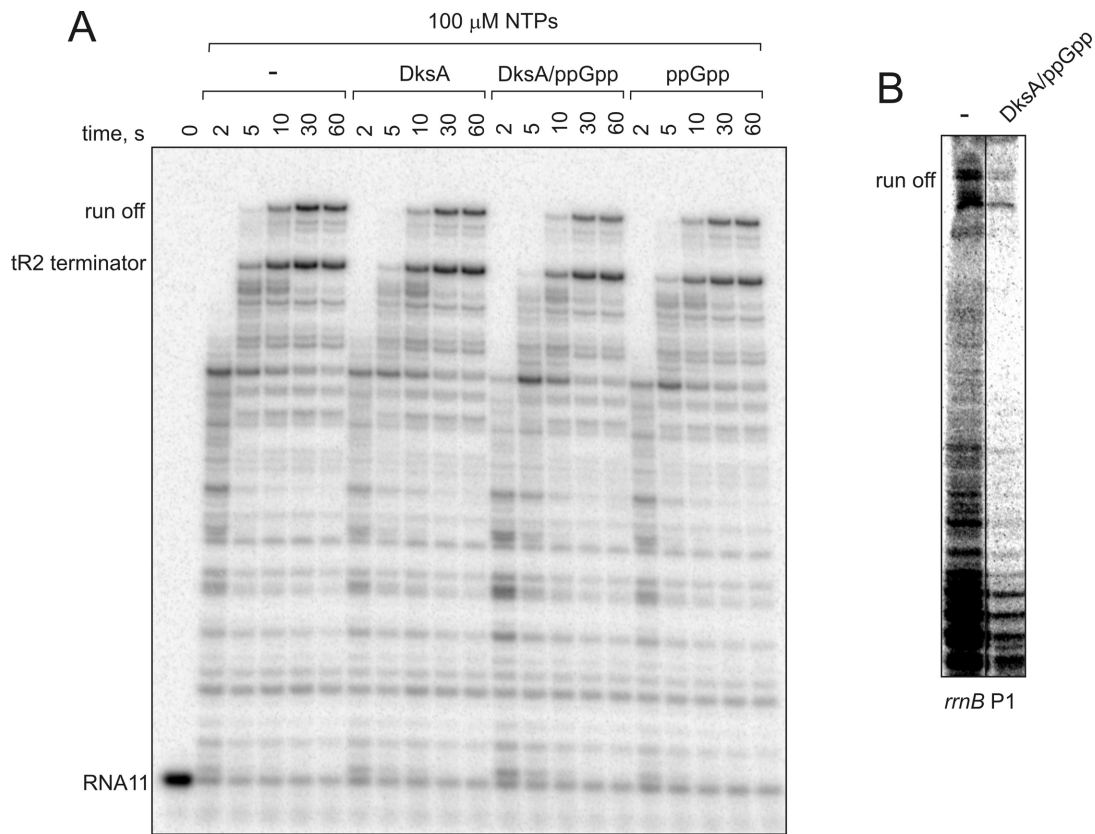 A
100 μM NTPs
-
DksA
DksA/ppGpp
ppGpp
time, s
0 2 5 10 30 60 2 5 10 30 60 2 5 10 30 60 2 5 10 30 60
run off
tR2 terminator
RNA11
B
-
DksA/ppGpp
run off
rrnB P1